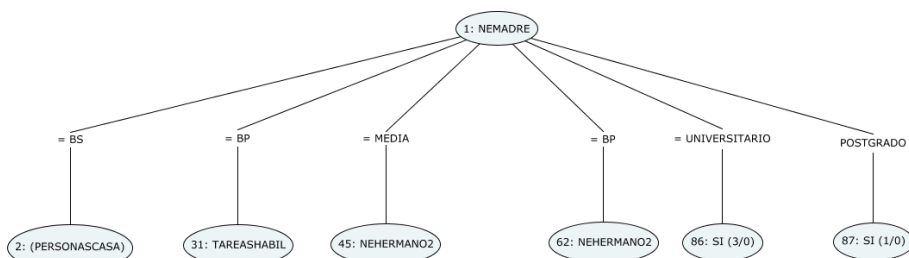 1: NEMADRE
= BS
= BP
= MEDIA
= BP
= UNIVERSITARIO
POSTGRADO
2: (PERSONASCASA)
31: TAREASHABIL
45: NEHERMANO2
62: NEHERMANO2
86: SI (3/0)
87: SI (1/0)